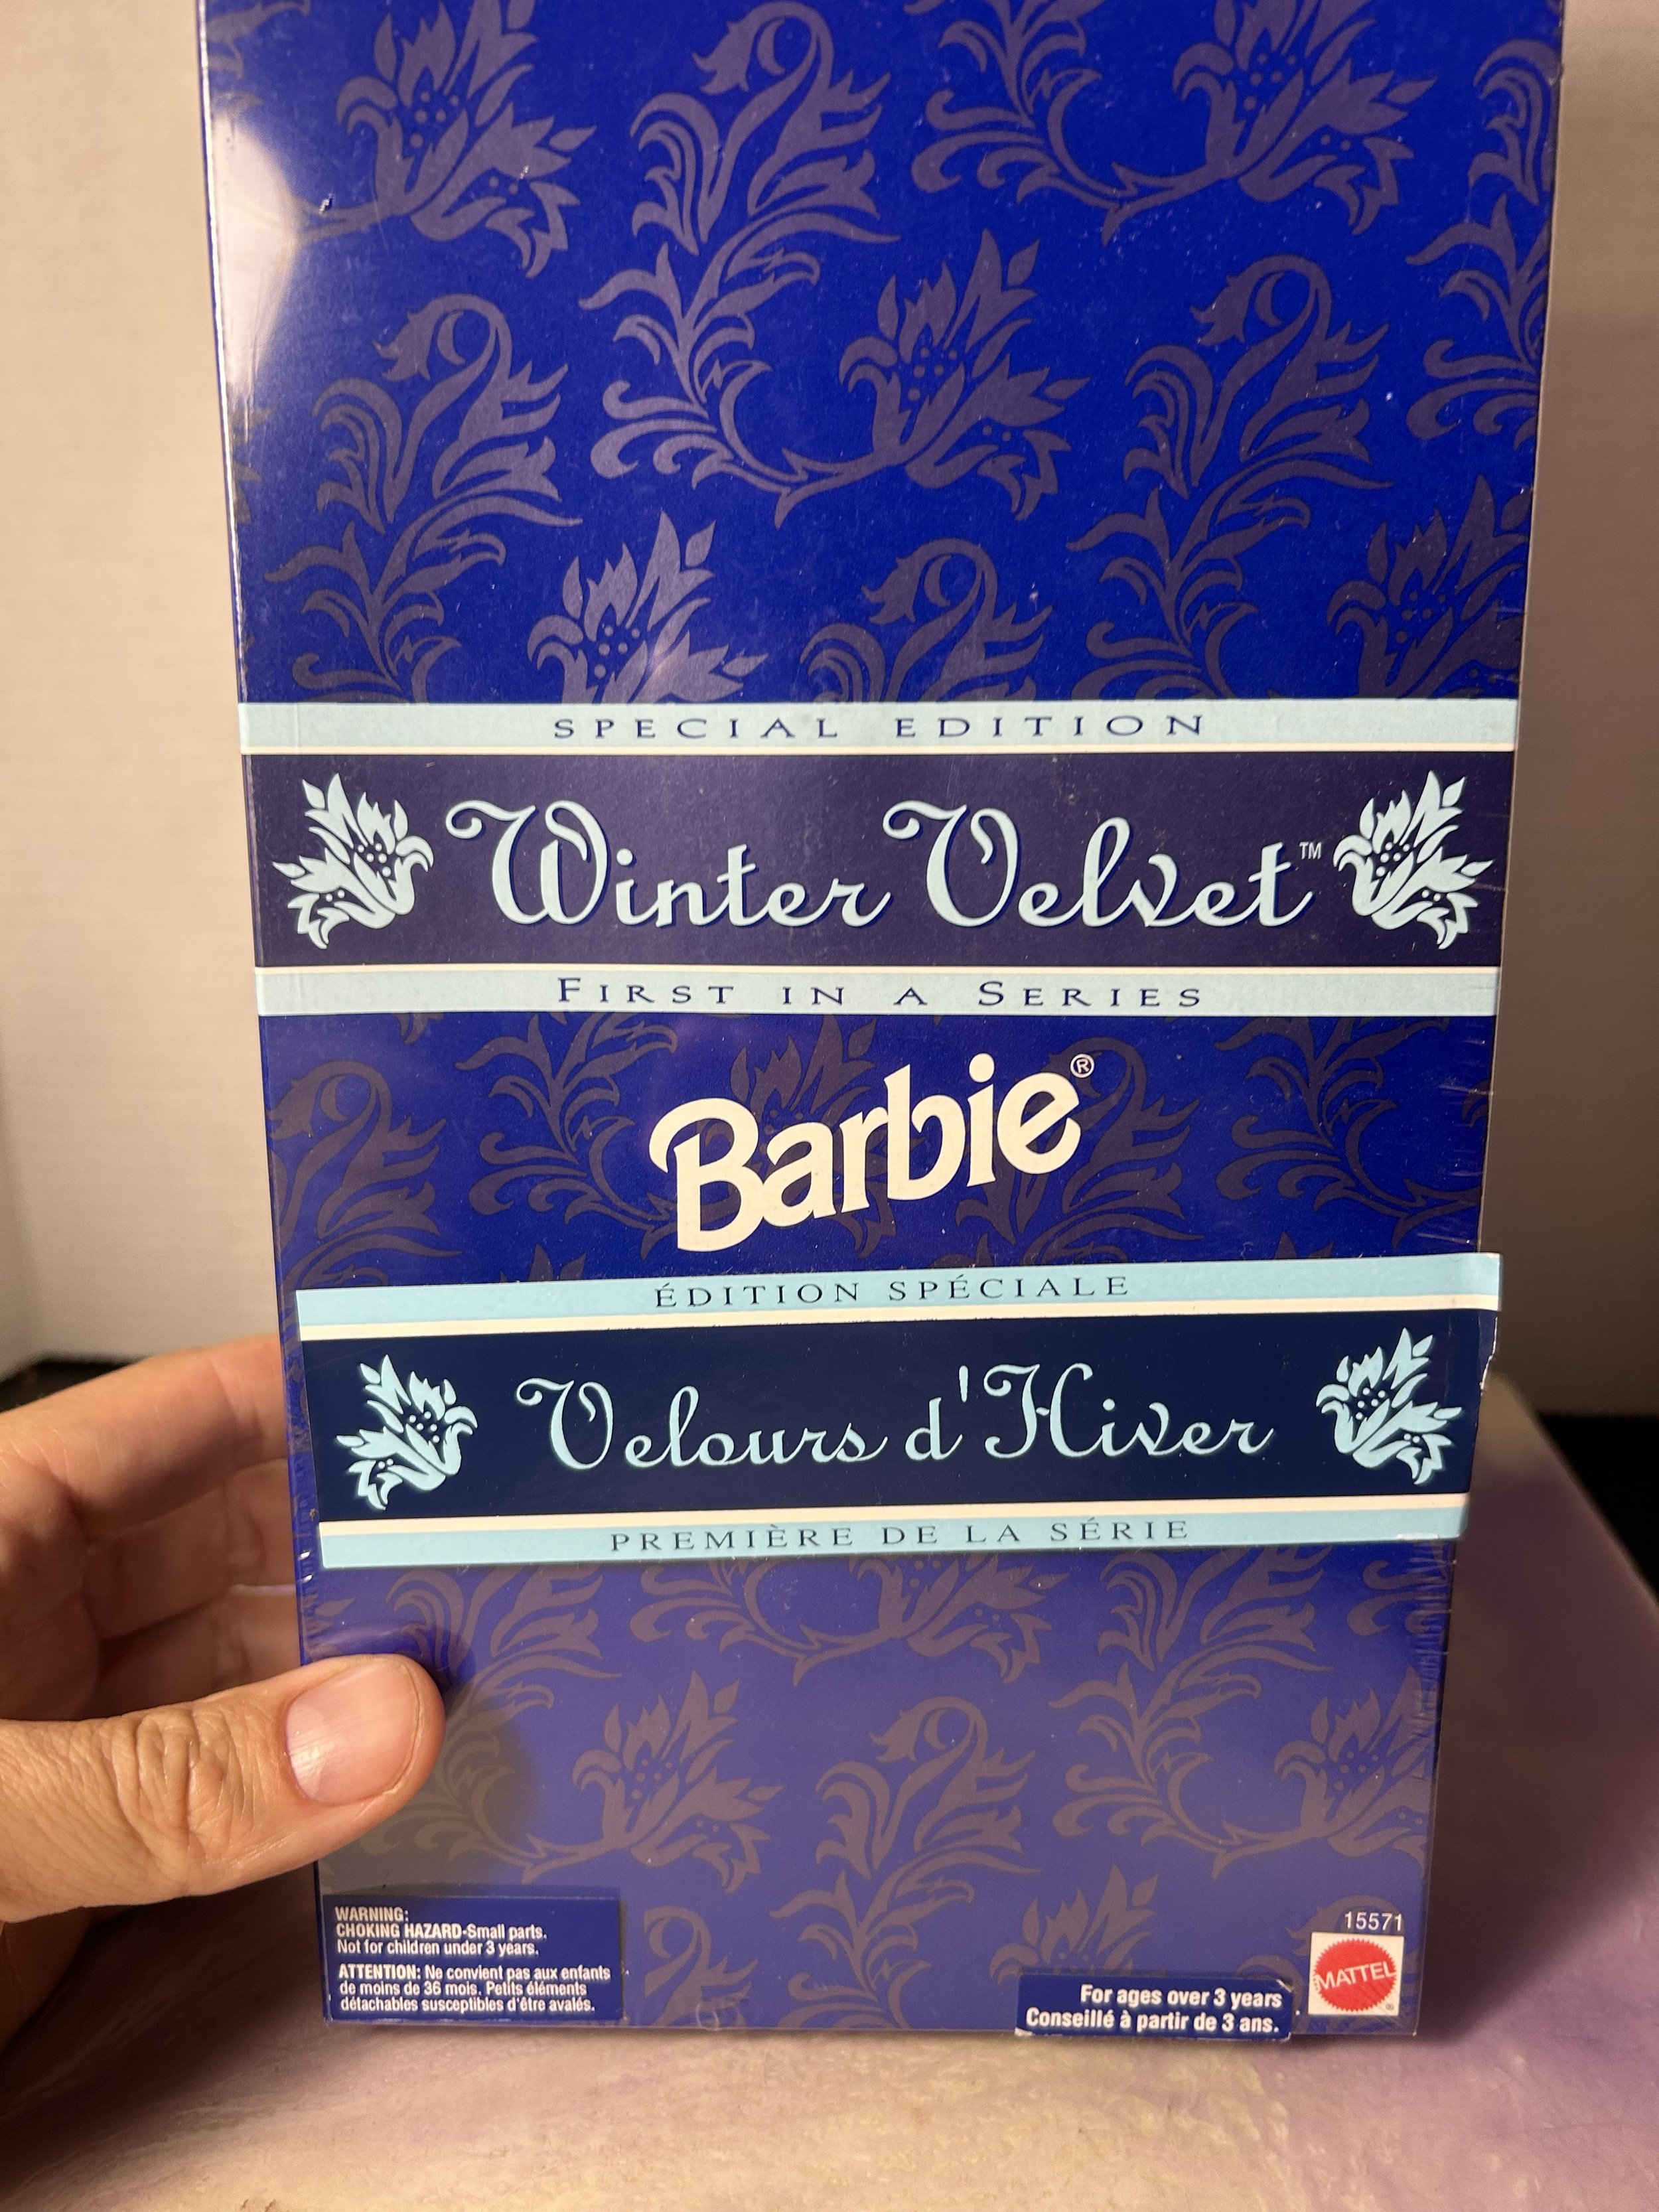 SPECIAL EDITION
Winter Velvet™
FIRST IN A SERIES
Barbie®
ÉDITION SPÉCIALE
Velours d'Hiver
PREMIÈRE DE LA SÉRIE
WARNING:
CHOKING HAZARD-Small parts.
Not for children under 3 years.
ATTENTION: Ne convient pas aux enfants
de moins de 36 mois. Petits éléments
détachables susceptibles d'être avalés.
For ages over 3 years
Conseillé à partir de 3 ans.
15571
MATTEL®